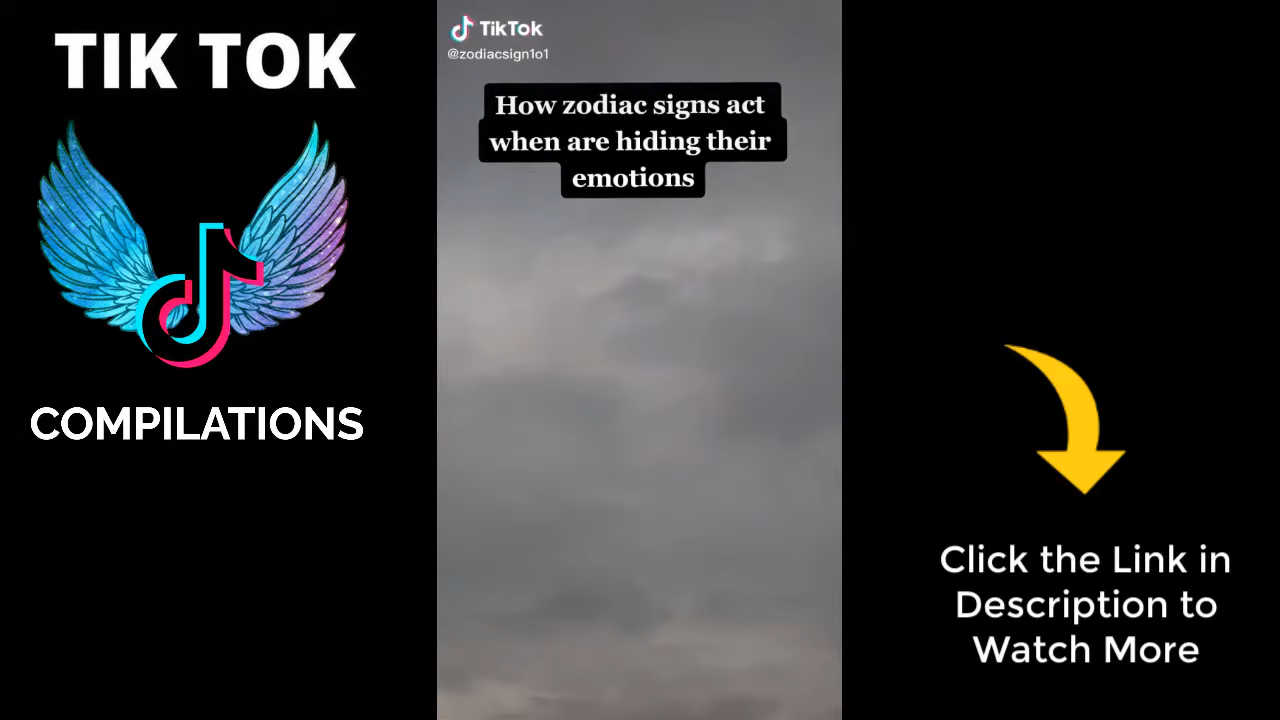 TIK TOK
COMPILATIONS
TikTok
@zodiacsign1o1
How zodiac signs act
when are hiding their
emotions
Click the Link in
Description to
Watch More